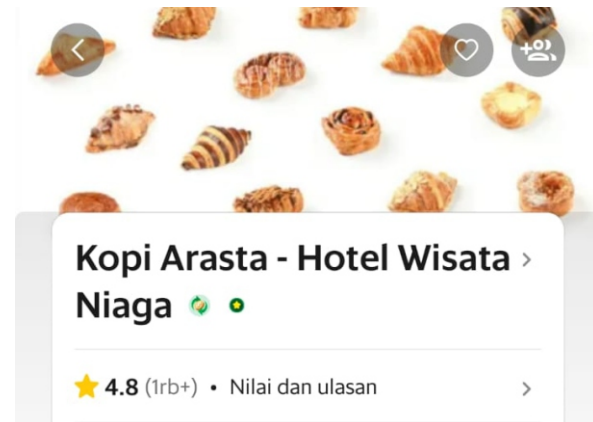 Kopi Arasta - Hotel Wisata
Niaga
4.8 (1rb+) • Nilai dan ulasan